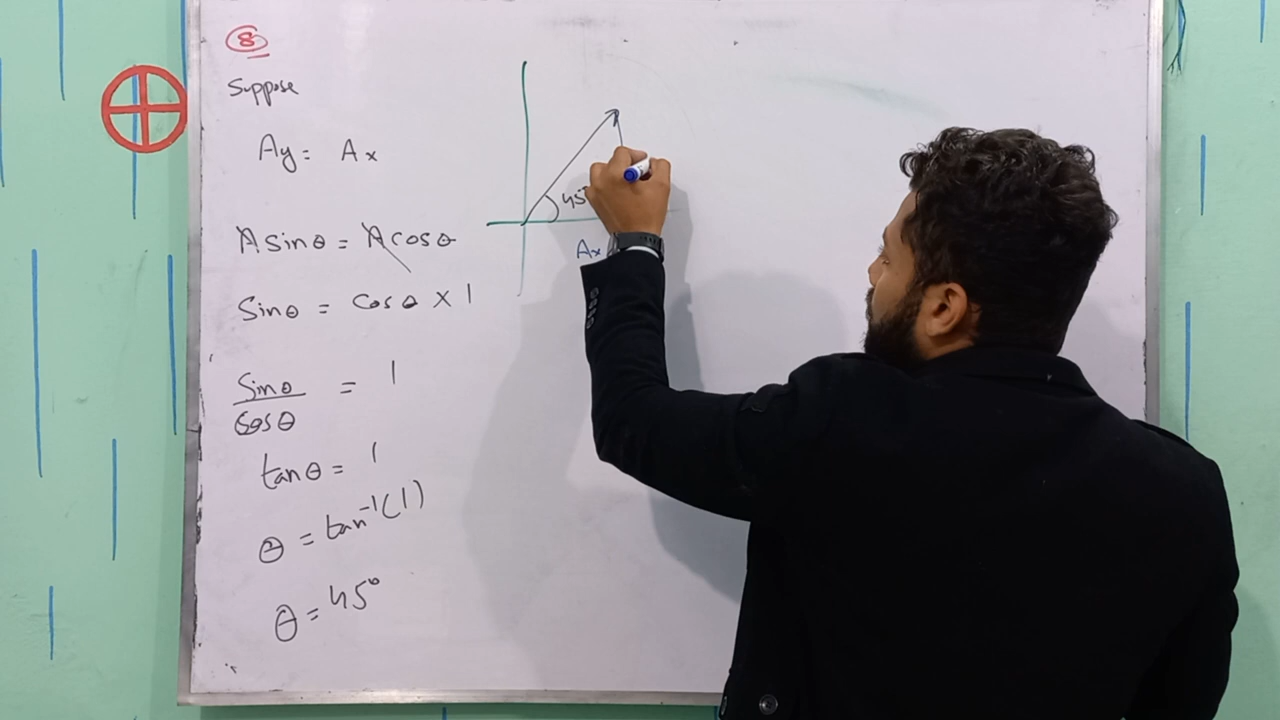 8
Suppose
Ay = Ax
A sinθ = A cosθ
Sinθ = cosθ × 1
Sinθ / cosθ = 1
tanθ = 1
θ = tan⁻¹(1)
θ = 45°
45°
Ax